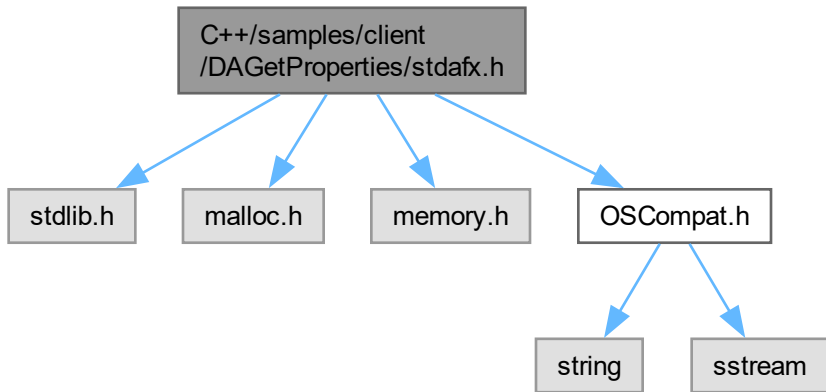 C++/samples/client
/DAGetProperties/stdafx.h
stdlib.h
malloc.h
memory.h
OSCompat.h
string
sstream